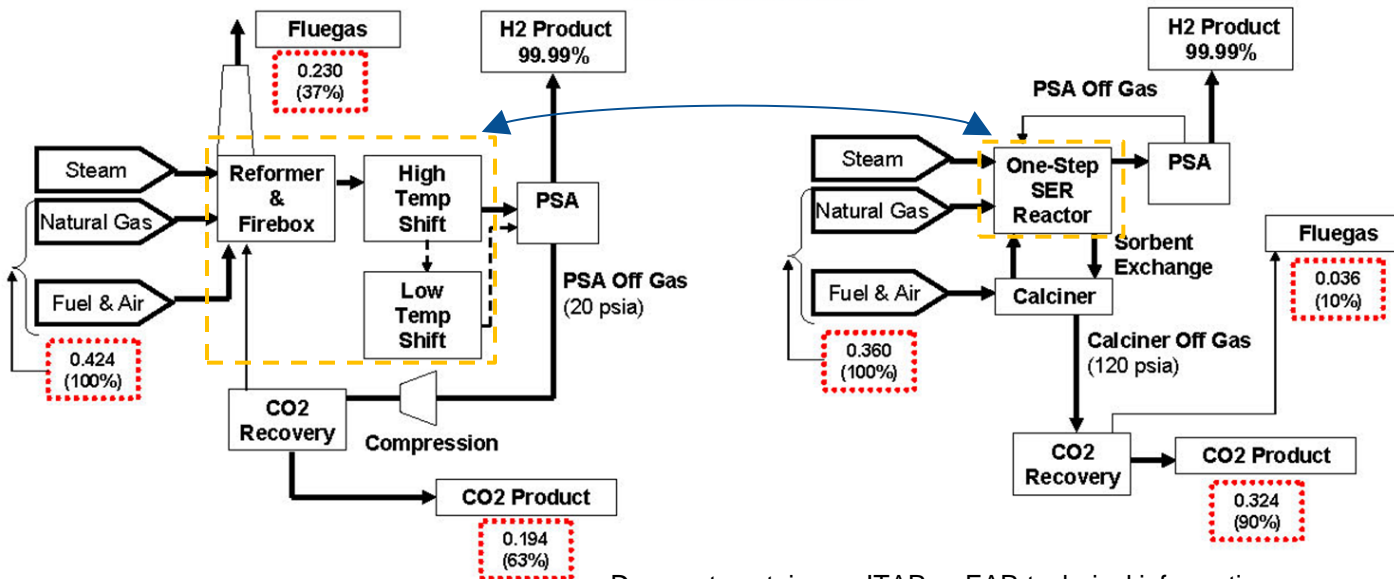 Fluegas
0.230
(37%)
H2 Product
99.99%
Steam
Natural Gas
Fuel & Air
0.424
(100%)
Reformer
&
Firebox
High
Temp
Shift
Low
Temp
Shift
PSA
PSA Off Gas
(20 psia)
CO2
Recovery
Compression
CO2 Product
0.194
(63%)
H2 Product
99.99%
PSA Off Gas
Steam
Natural Gas
Fuel & Air
0.360
(100%)
One-Step
SER
Reactor
PSA
Sorbent
Exchange
Calciner
Calciner Off Gas
(120 psia)
Fluegas
0.036
(10%)
CO2
Recovery
CO2 Product
0.324
(90%)